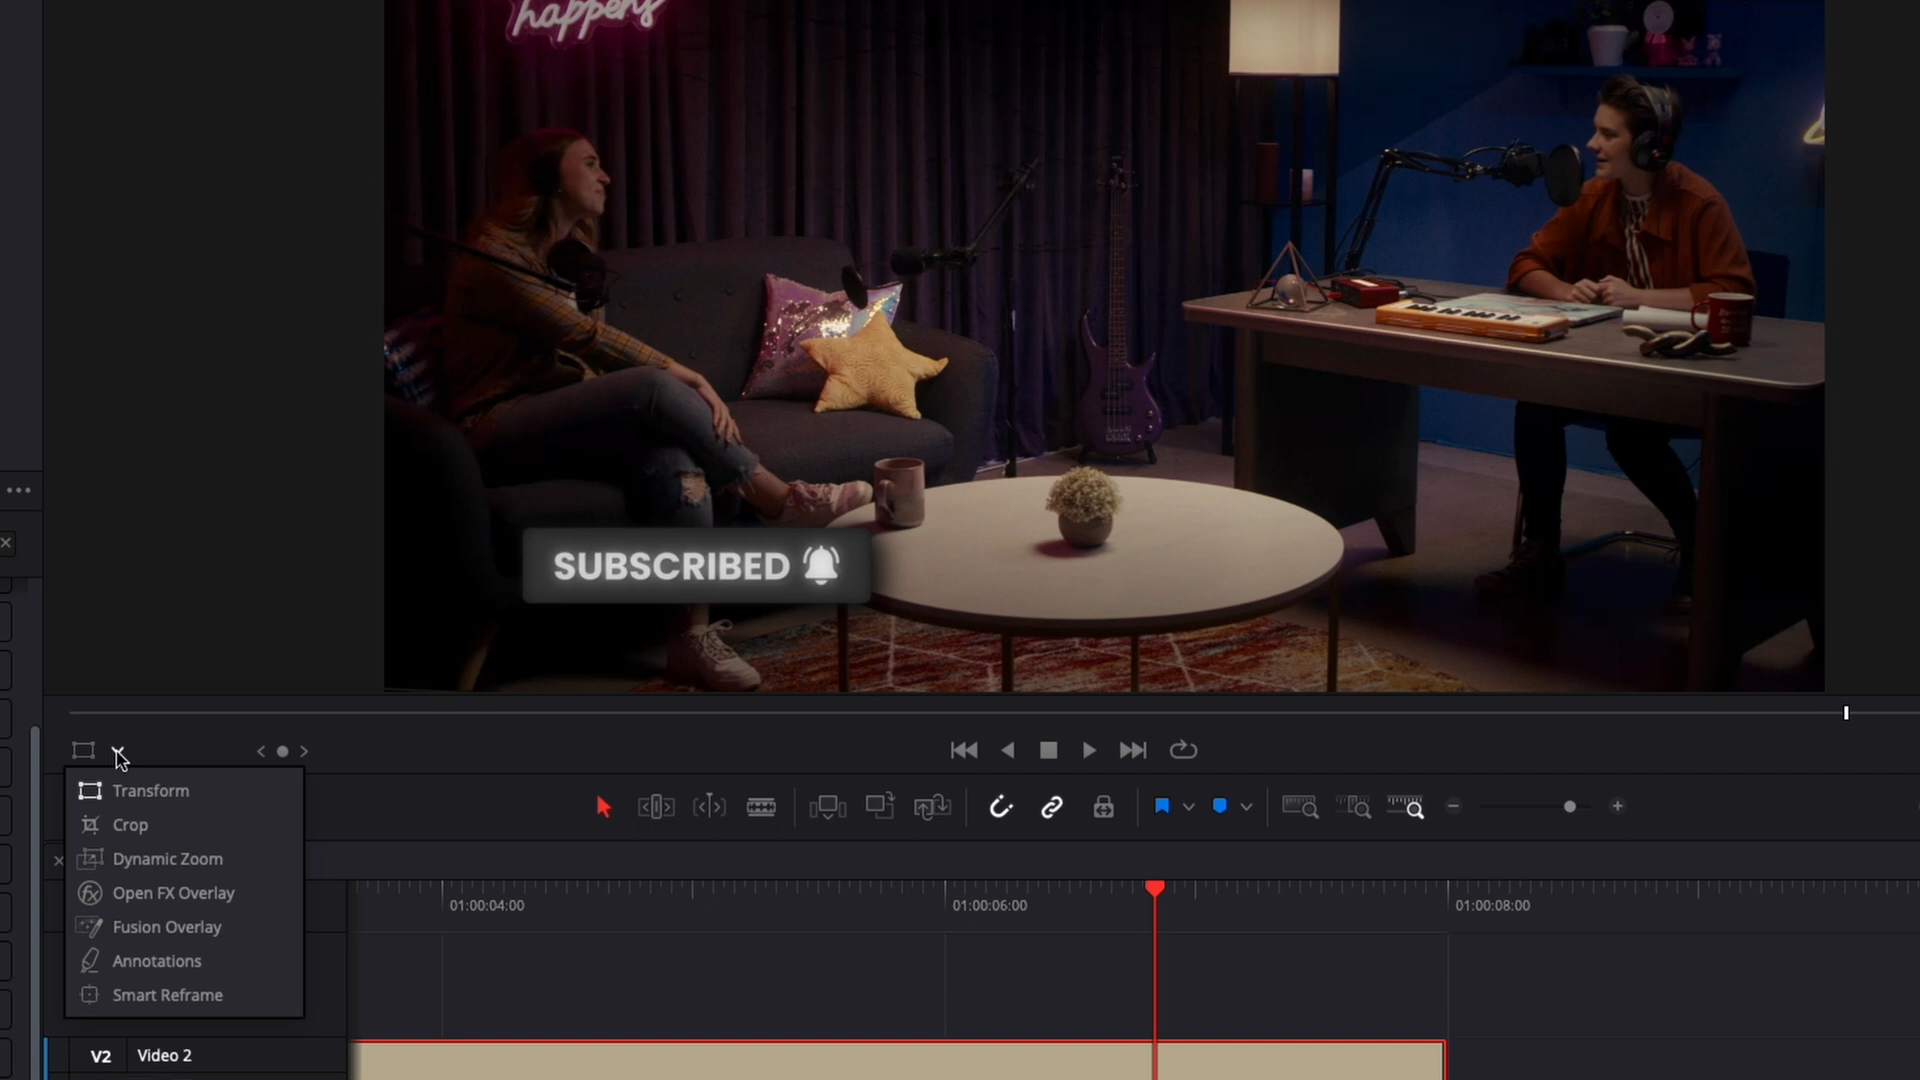 happens
SUBSCRIBED
Transform
Crop
Dynamic Zoom
Open FX Overlay
Fusion Overlay
Annotations
Smart Reframe
01:00:04:00
01:00:06:00
01:00:08:00
V2 Video 2